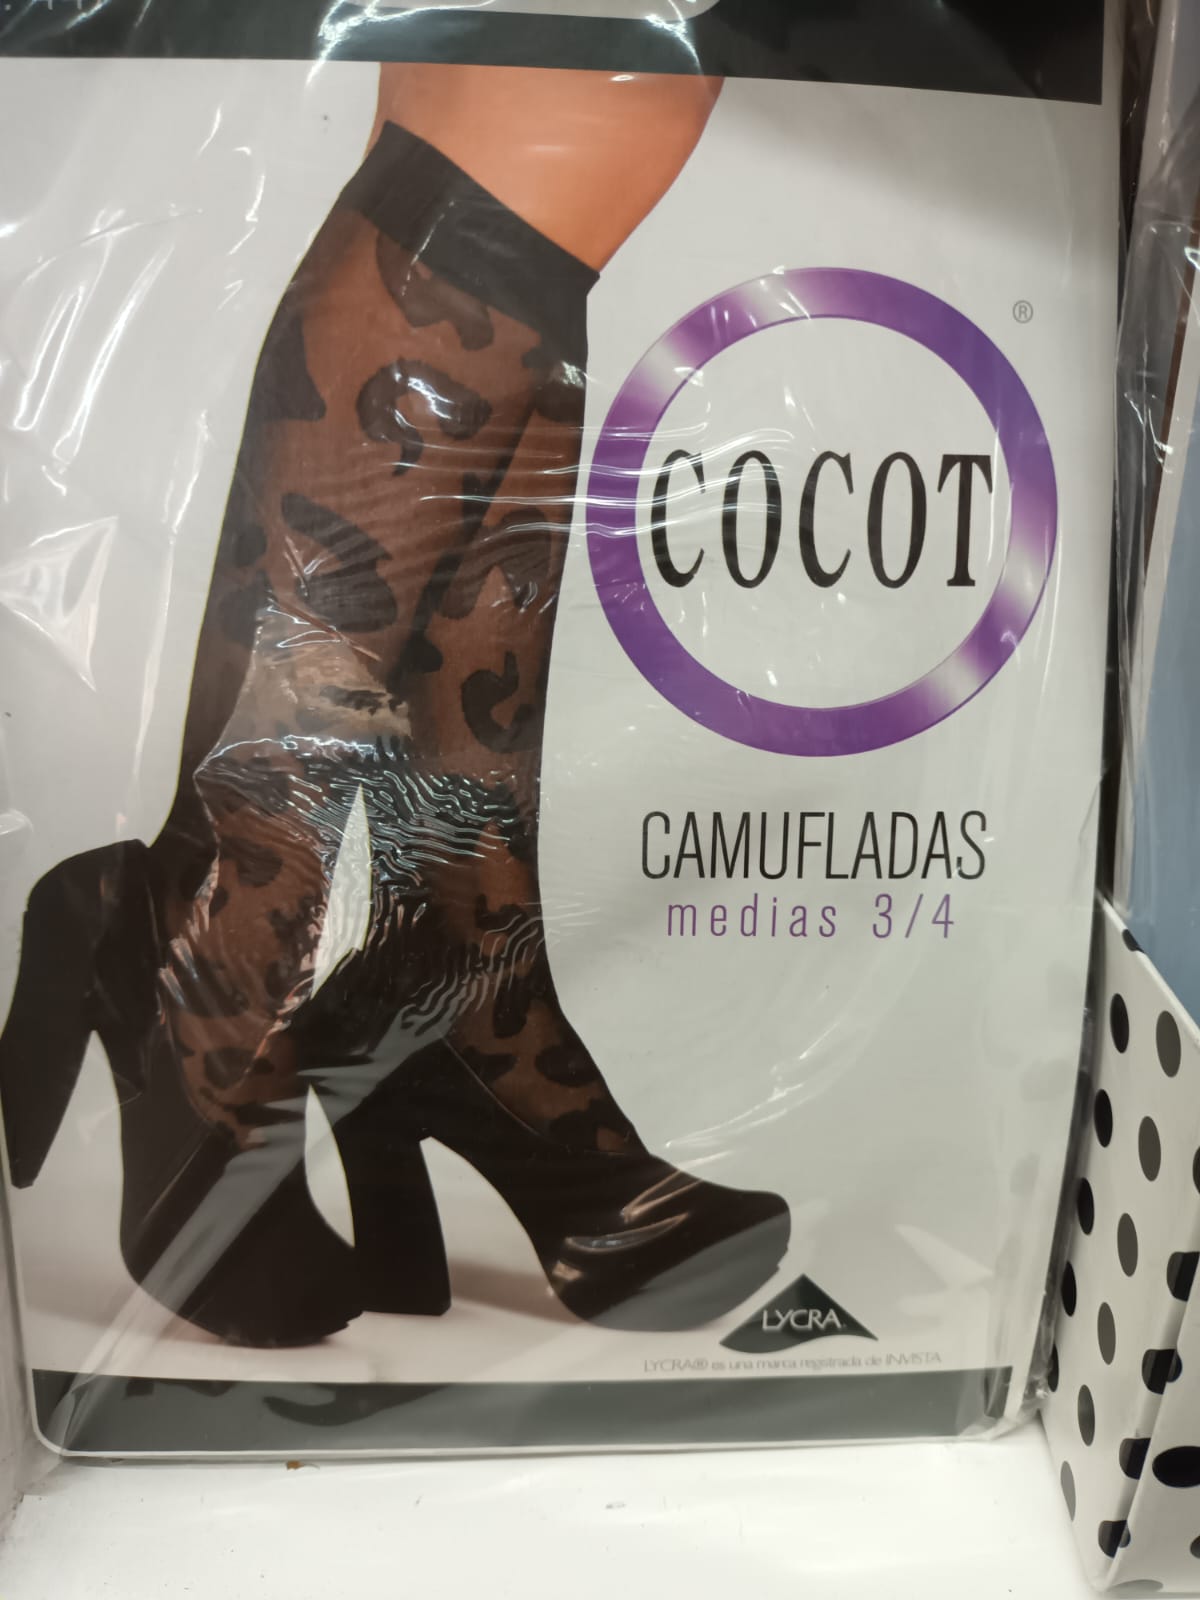 COCOT
®
CAMUFLADAS
medias 3/4
LYCRA
LYCRA® es una marca registrada de INVISTA